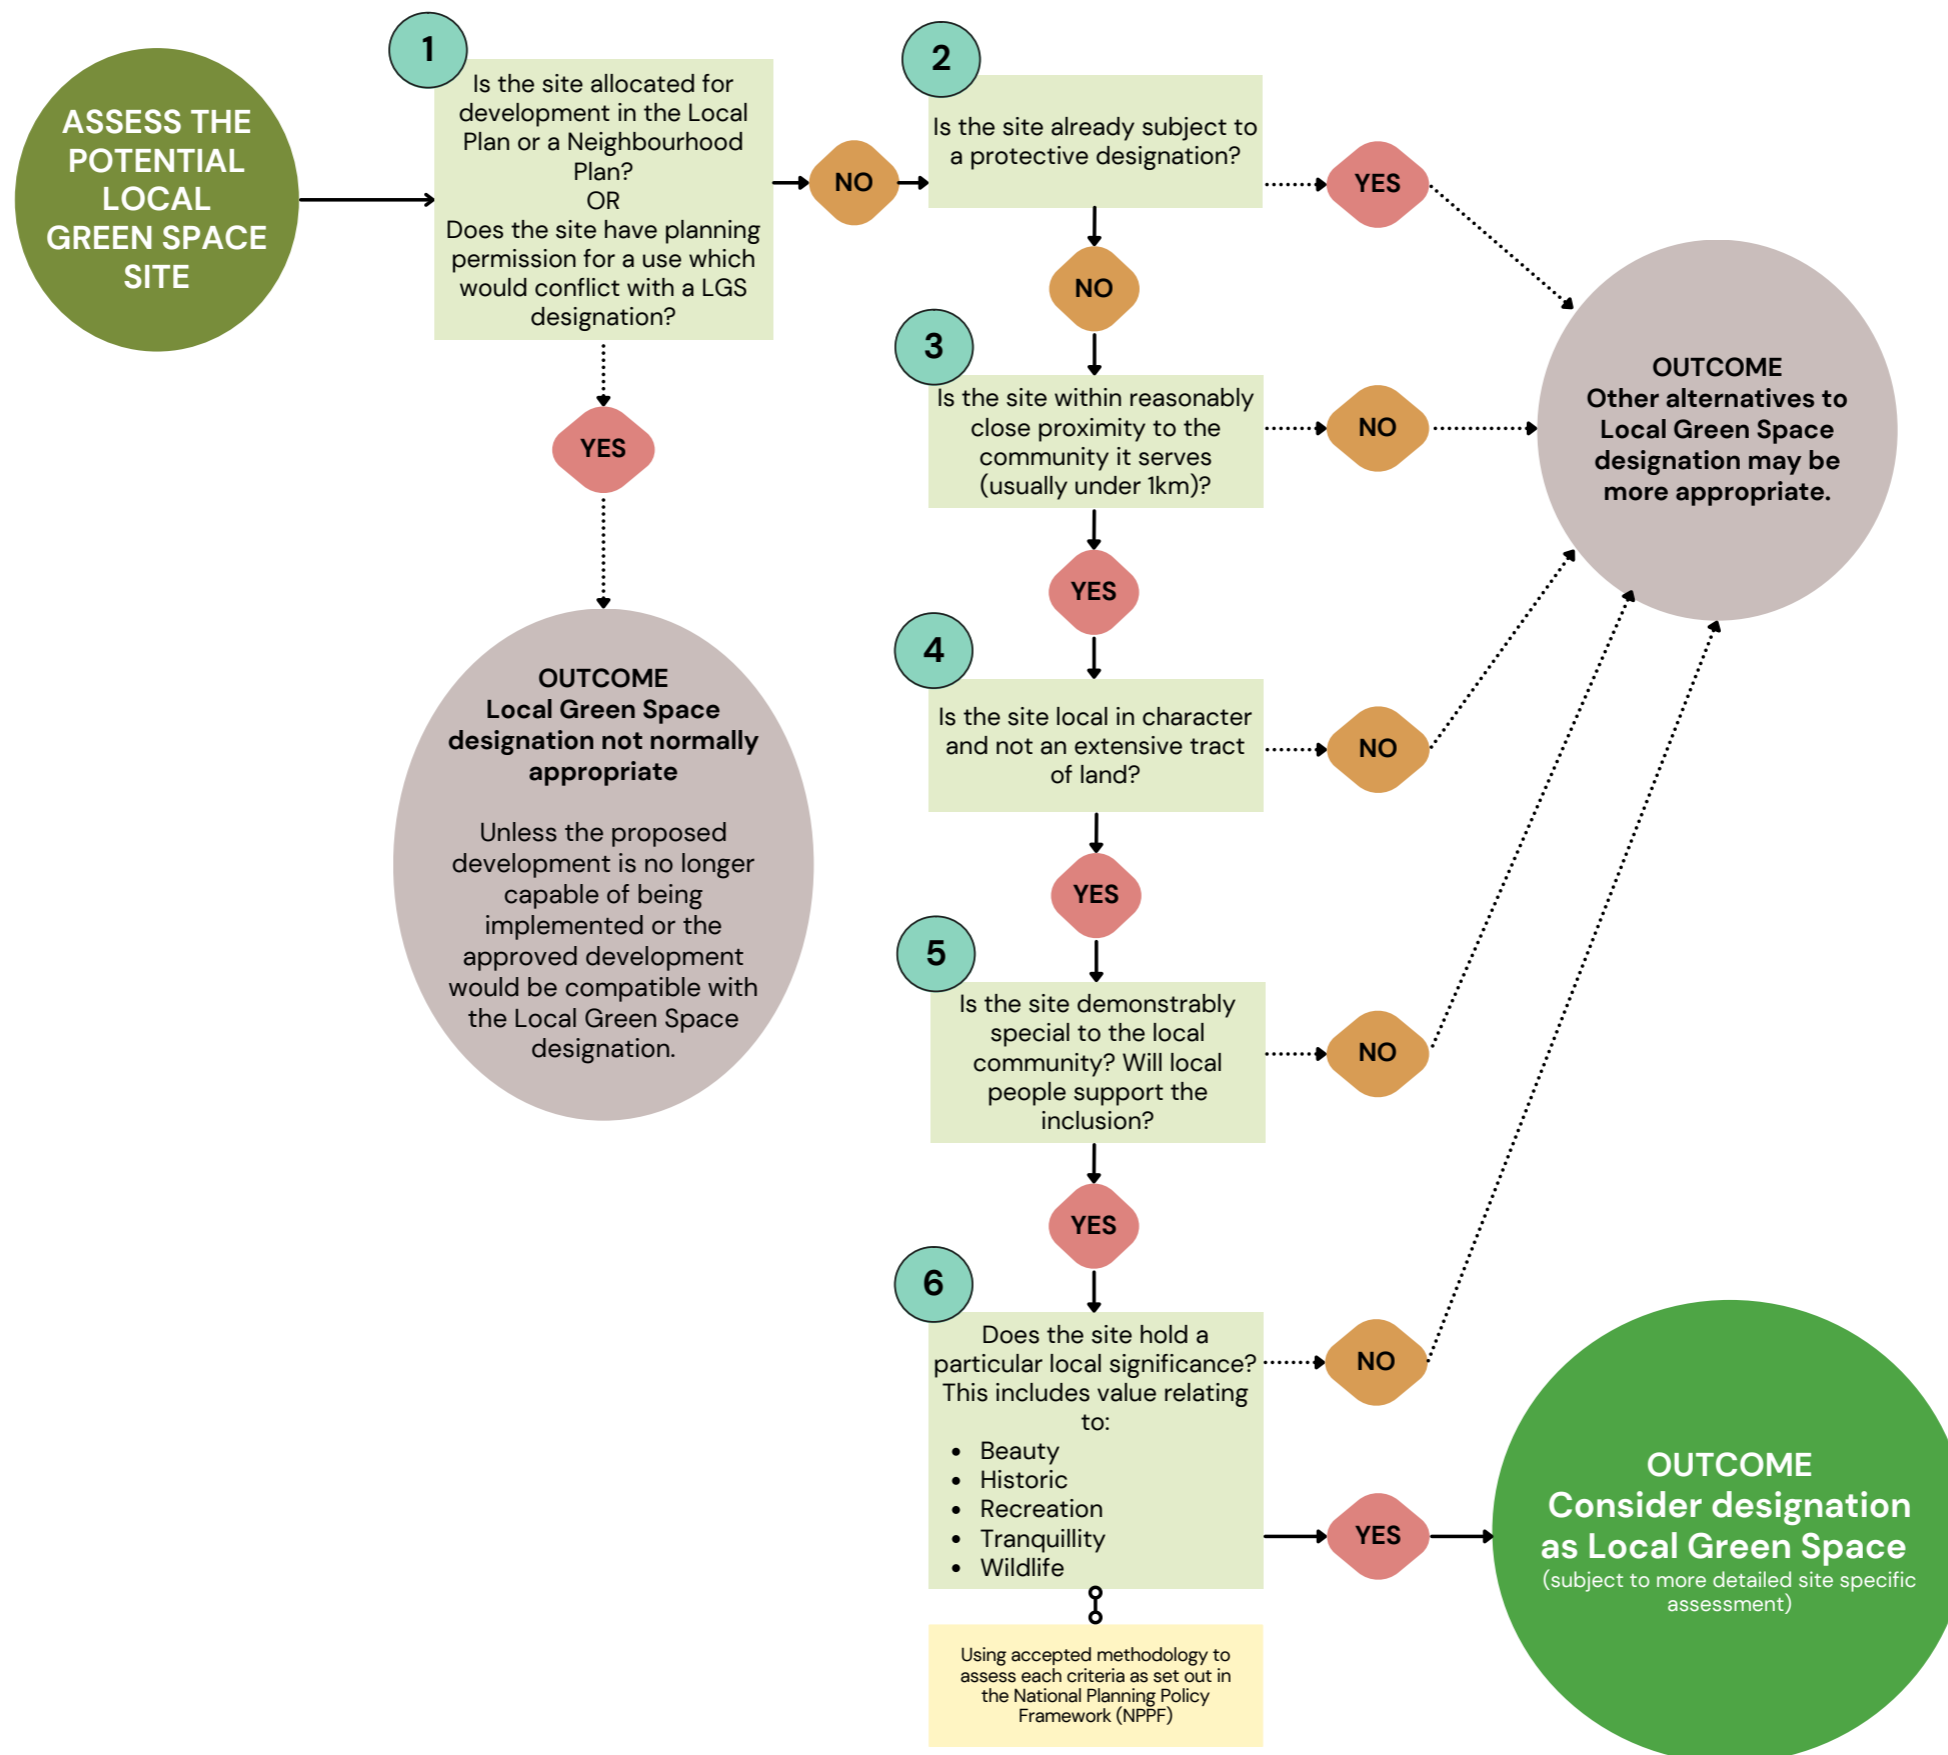 ASSESS THE
POTENTIAL
LOCAL
GREEN SPACE
SITE
1
Is the site allocated for
development in the Local
Plan or a Neighbourhood
Plan?
OR
Does the site have planning
permission for a use which
would conflict with a LGS
designation?
NO
YES
OUTCOME
Local Green Space
designation not normally
appropriate
Unless the proposed
development is no longer
capable of being
implemented or the
approved development
would be compatible with
the Local Green Space
designation.
2
Is the site already subject to
a protective designation?
YES
NO
3
Is the site within reasonably
close proximity to the
community it serves
(usually under 1km)?
NO
YES
OUTCOME
Other alternatives to
Local Green Space
designation may be
more appropriate.
4
Is the site local in character
and not an extensive tract
of land?
NO
YES
5
Is the site demonstrably
special to the local
community? Will local
people support the
inclusion?
NO
YES
6
Does the site hold a
particular local significance?
This includes value relating
to:
• Beauty
• Historic
• Recreation
• Tranquillity
• Wildlife
NO
YES
OUTCOME
Consider designation
as Local Green Space
(subject to more detailed site specific
assessment)
Using accepted methodology to
assess each criteria as set out in
the National Planning Policy
Framework (NPPF)